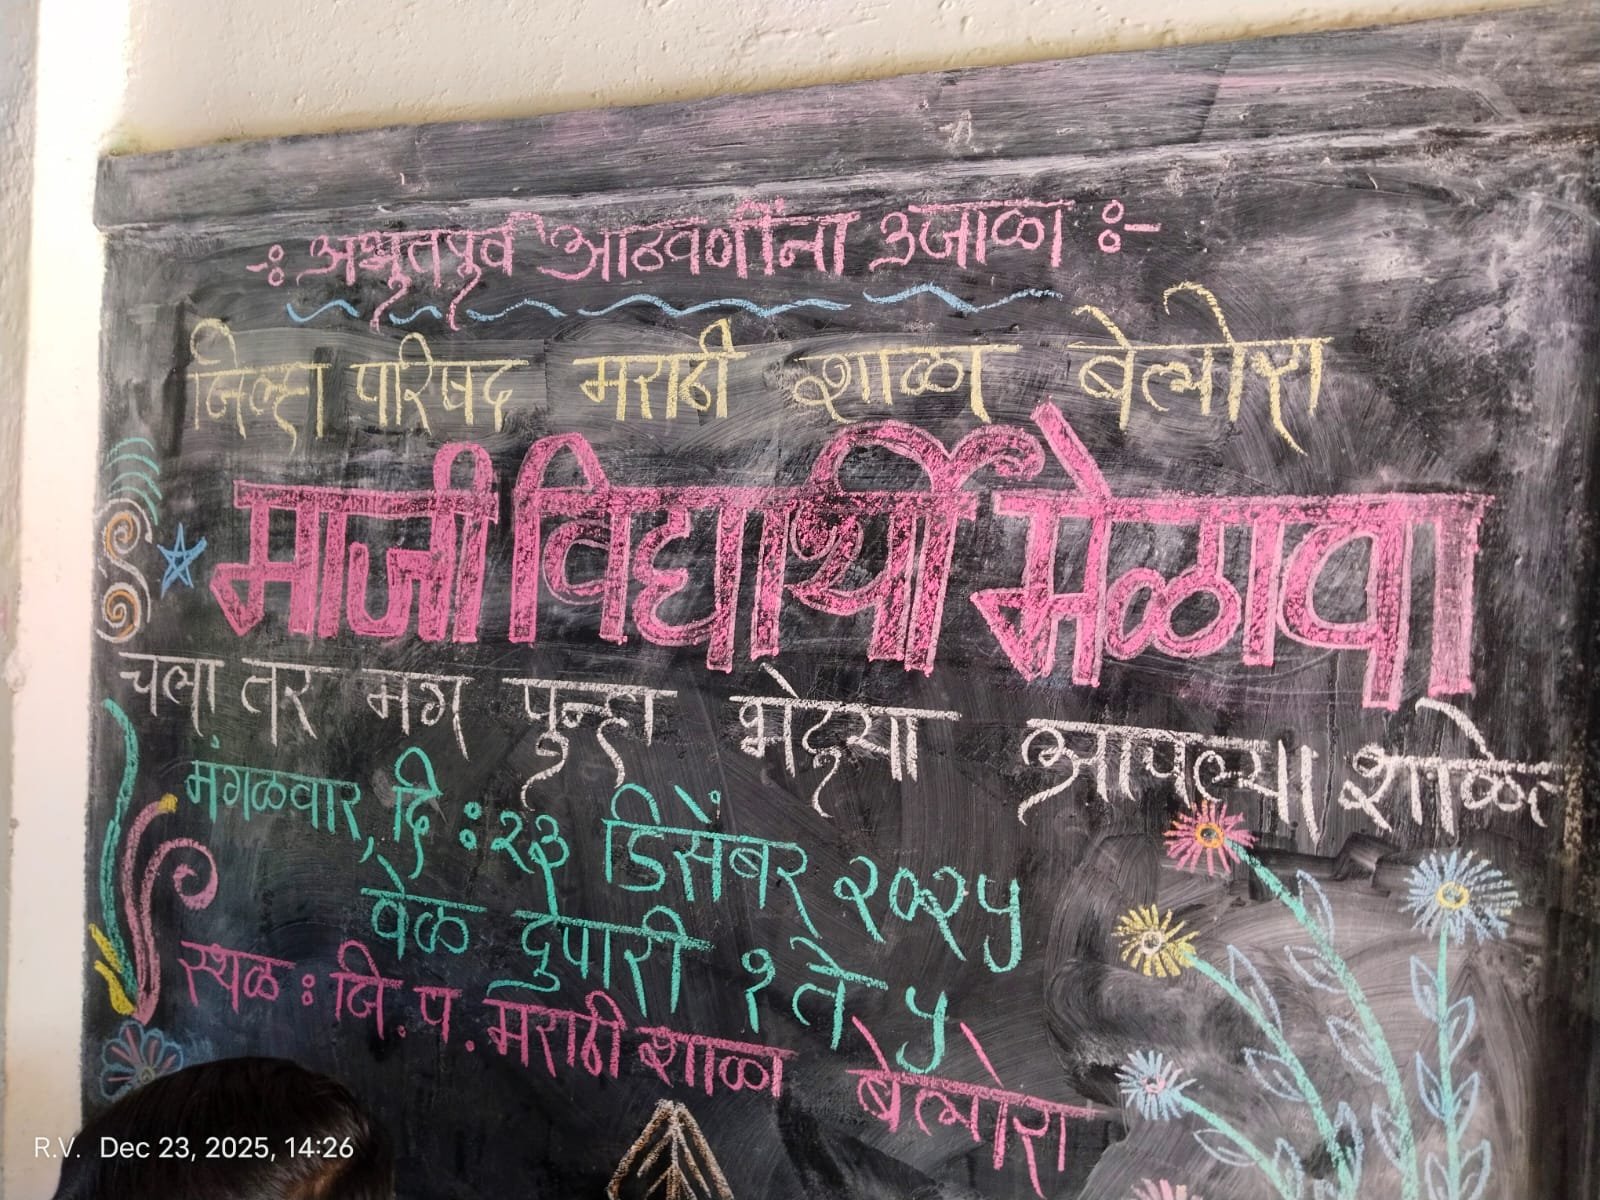 -: अभूतपूर्व आठवणींना उजाळा :-
जिल्हा परिषद मराठी शाळा बेलोरा
माजी विद्यार्थी मेळावा
चला तर मग पुन्हा भेटूया आपल्या शाळेत
मंगळवार, दि : २३ डिसेंबर २०२५
वेळ दुपारी १ ते ५
स्थळ : जि. प. मराठी शाळा बेलोरा
R.V. Dec 23, 2025, 14:26